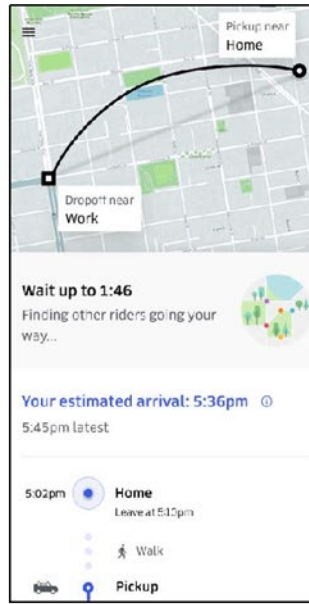 Pickup near
Home
Dropoff near
Work
Wait up to 1:46
Finding other riders going your
way...
Your estimated arrival: 5:36pm
5:45pm latest
5:02pm
Home
Leave at 5:10pm
Walk
Pickup